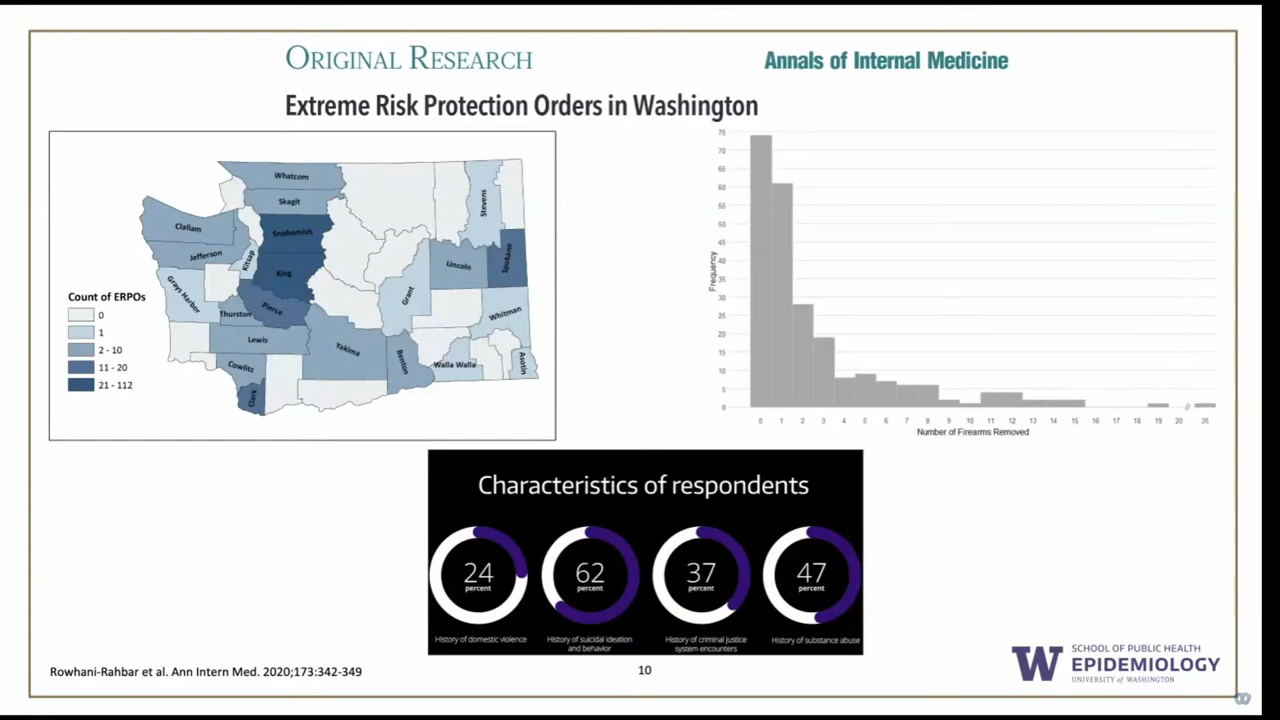 ORIGINAL RESEARCH
Annals of Internal Medicine
Extreme Risk Protection Orders in Washington
Whatcom
Skagit
Snohomish
Clallam
Jefferson
Kitsap
King
Grays Harbor
Pierce
Thurston
Lewis
Cowlitz
Clark
Yakima
Benton
Grant
Lincoln
Stevens
Spokane
Whitman
Walla Walla
Asotin
Count of ERPOs
0
1
2 - 10
11 - 20
21 - 112
Frequency
75
70
65
60
55
50
45
40
35
30
25
20
15
10
5
0
0 1 2 3 4 5 6 7 8 9 10 11 12 13 14 15 16 17 18 19 20 // 35
Number of Firearms Removed
Characteristics of respondents
24
percent
History of domestic violence
62
percent
History of suicidal ideation
and behavior
37
percent
History of criminal justice
system encounters
47
percent
History of substance abuse
Rowhani-Rahbar et al. Ann Intern Med. 2020;173:342-349
10
W
SCHOOL OF PUBLIC HEALTH
EPIDEMIOLOGY
UNIVERSITY of WASHINGTON